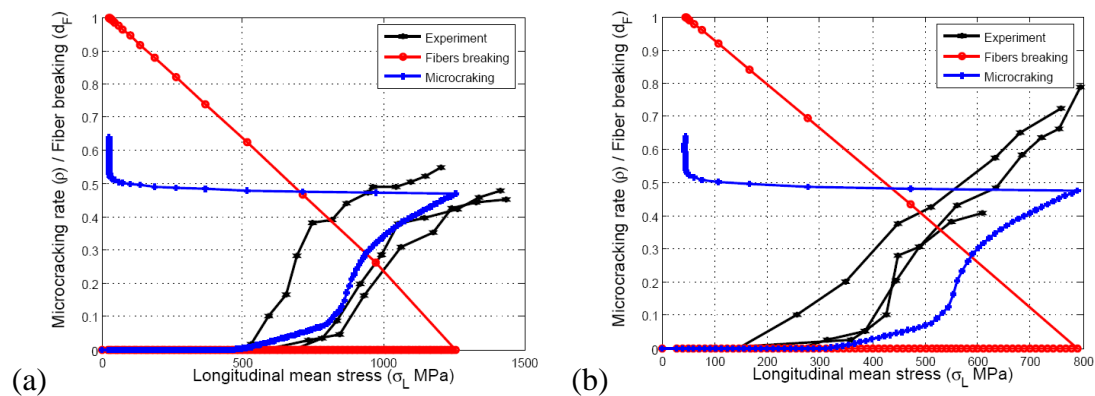 Microcracking rate (ρ) / Fiber breaking (d_F)
1
0.9
0.8
0.7
0.6
0.5
0.4
0.3
0.2
0.1
0
Experiment
Fibers breaking
Microcraking
0 500 1000 1500
Longitudinal mean stress (σ_L MPa)
(a)
Microcracking rate (ρ) / Fiber breaking (d_F)
1
0.9
0.8
0.7
0.6
0.5
0.4
0.3
0.2
0.1
0
Experiment
Fibers breaking
Microcraking
0 100 200 300 400 500 600 700 800
Longitudinal mean stress (σ_L MPa)
(b)